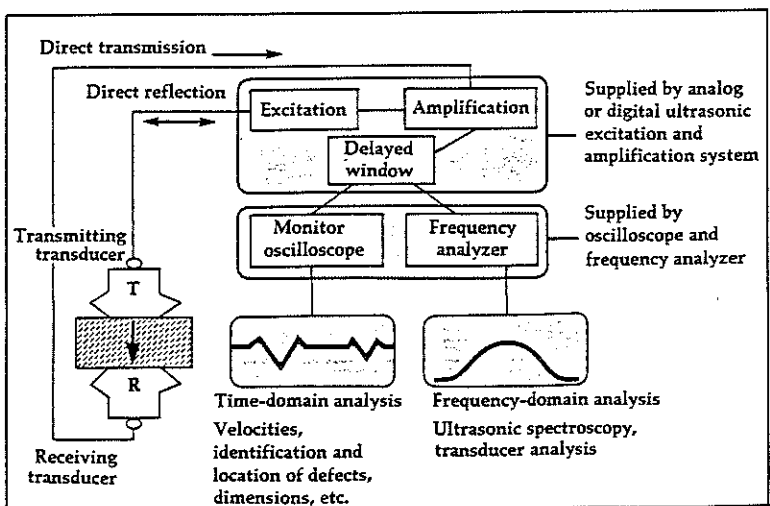 Direct transmission
Direct reflection
Excitation
Amplification
Delayed
window
Supplied by analog
or digital ultrasonic
excitation and
amplification system
Monitor
oscilloscope
Frequency
analyzer
Supplied by
oscilloscope and
frequency analyzer
Transmitting
transducer
T
R
Receiving
transducer
Time-domain analysis
Velocities,
identification and
location of defects,
dimensions, etc.
Frequency-domain analysis
Ultrasonic spectroscopy,
transducer analysis